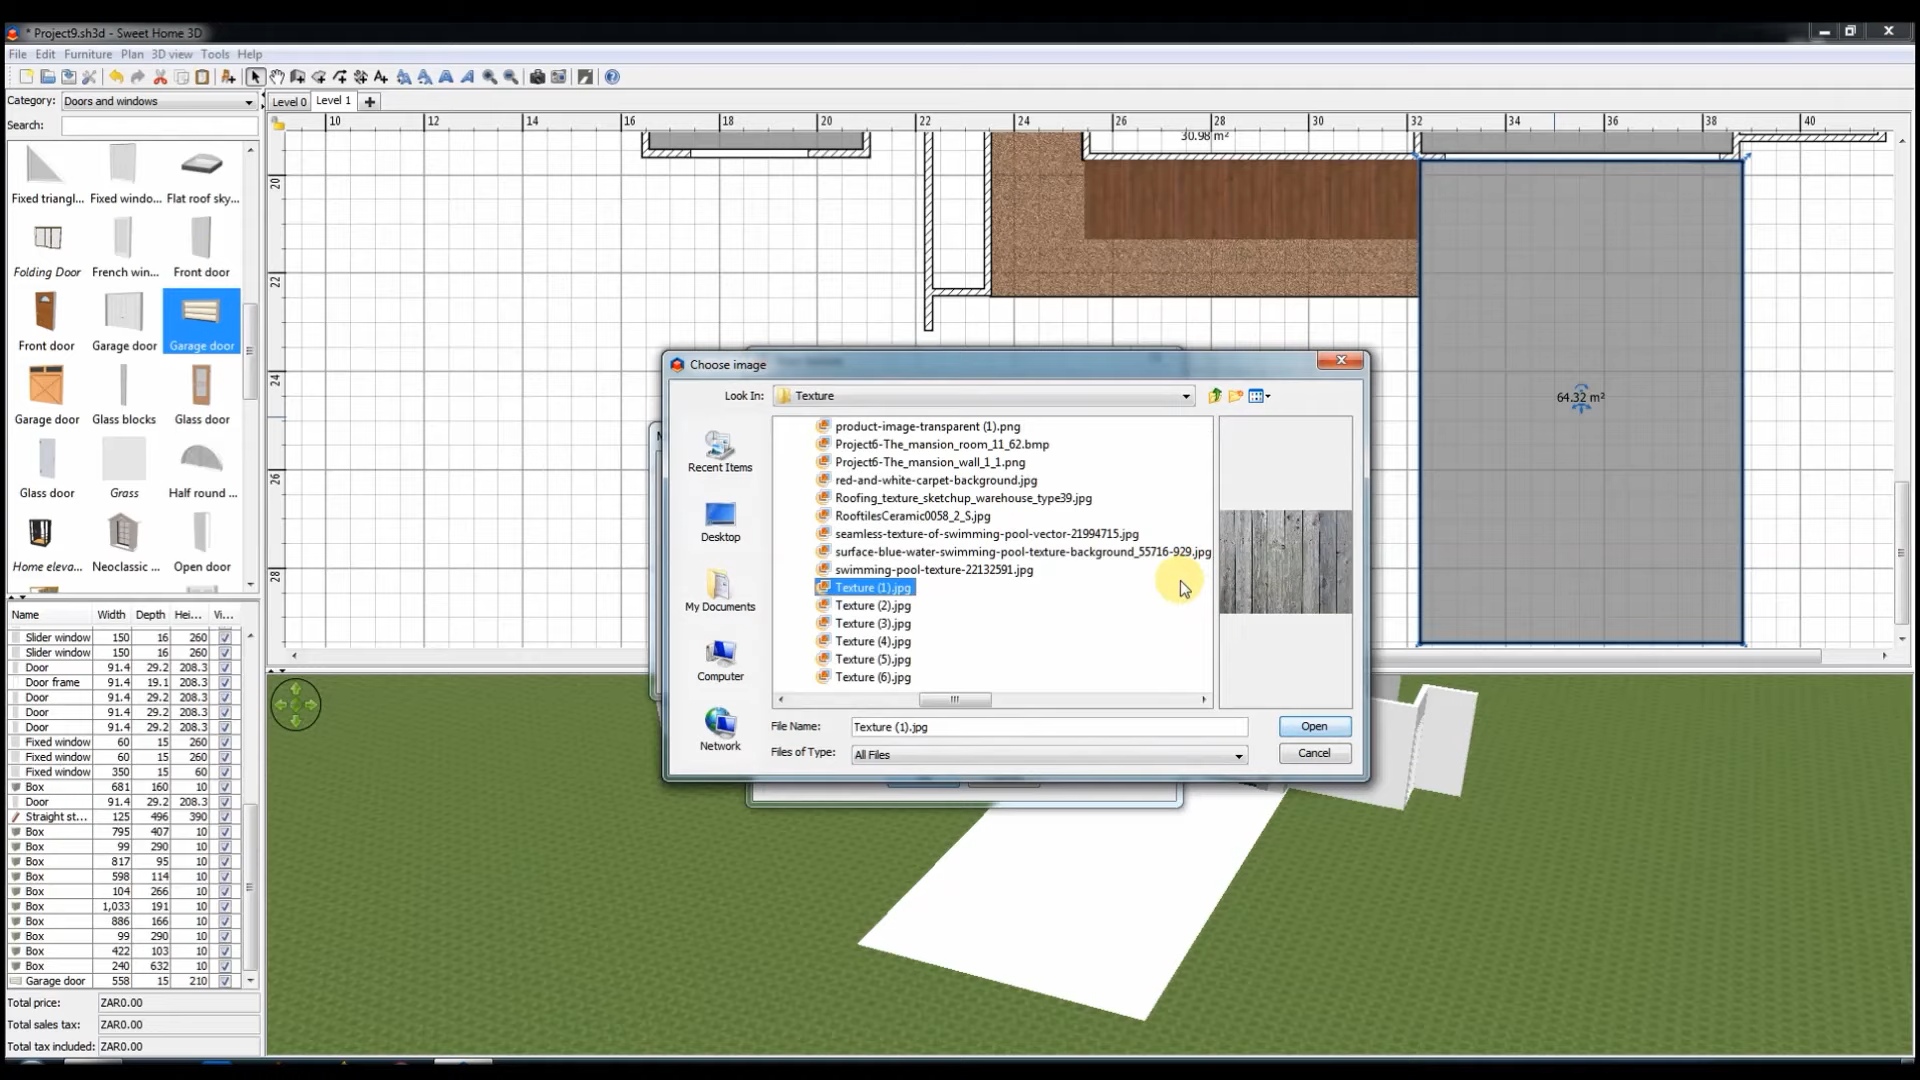 * Project9.sh3d - Sweet Home 3D
File Edit Furniture Plan 3D view Tools Help
Category: Doors and windows
Search:
Level 0 Level 1
10 12 14 16 18 20 22 24 26 28 30 32 34 36 38 40
Fixed triangl... Fixed windo... Flat roof sky...
Folding Door French win... Front door
Front door Garage door Garage door
Garage door Glass blocks Glass door
Glass door Grass Half round ...
Home eleva... Neoclassic ... Open door
20
22
24
26
28
30.98 m²
64.32 m²
Choose image
Look In: Texture
Recent Items
Desktop
My Documents
Computer
Network
product-image-transparent (1).png
Project6-The_mansion_room_11_62.bmp
Project6-The_mansion_wall_1_1.png
red-and-white-carpet-background.jpg
Roofing_texture_sketchup_warehouse_type39.jpg
RooftilesCeramic0058_2_S.jpg
seamless-texture-of-swimming-pool-vector-21994715.jpg
surface-blue-water-swimming-pool-texture-background_55716-929.jpg
swimming-pool-texture-22132591.jpg
Texture (1).jpg
Texture (2).jpg
Texture (3).jpg
Texture (4).jpg
Texture (5).jpg
Texture (6).jpg
File Name: Texture (1).jpg Open
Files of Type: All Files Cancel
Name Width Depth Hei... Vi...
Slider window 150 16 260
Slider window 150 16 260
Door 91.4 29.2 208.3
Door frame 91.4 19.1 208.3
Door 91.4 29.2 208.3
Door 91.4 29.2 208.3
Door 91.4 29.2 208.3
Fixed window 60 15 260
Fixed window 60 15 260
Fixed window 350 15 60
Box 681 160 10
Door 91.4 29.2 208.3
Straight st... 125 496 390
Box 795 407 10
Box 99 290 10
Box 817 95 10
Box 598 114 10
Box 104 266 10
Box 1,033 191 10
Box 886 166 10
Box 99 290 10
Box 422 103 10
Box 240 632 10
Garage door 558 15 210
Total price: ZAR0.00
Total sales tax: ZAR0.00
Total tax included: ZAR0.00